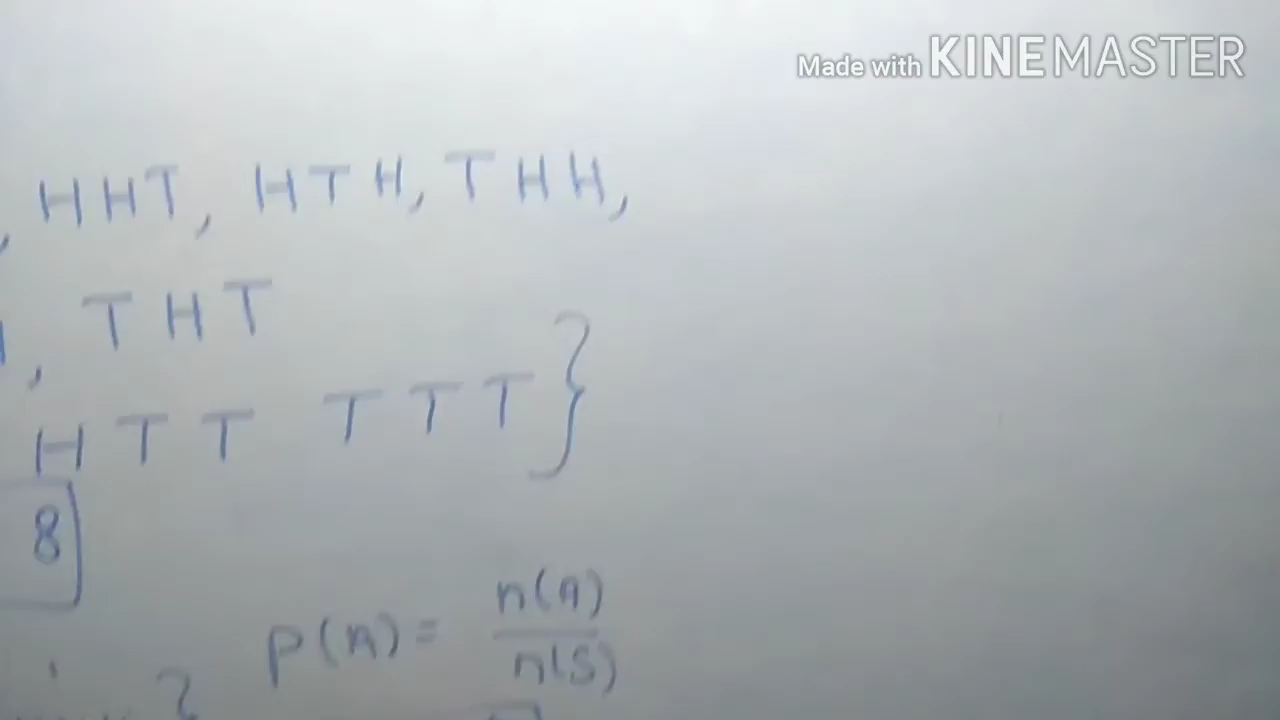 Made with KINEMASTER
, HHT, HTH, THH,
, THT
HTT TTT}
8
P(A) = n(A)
n(S)